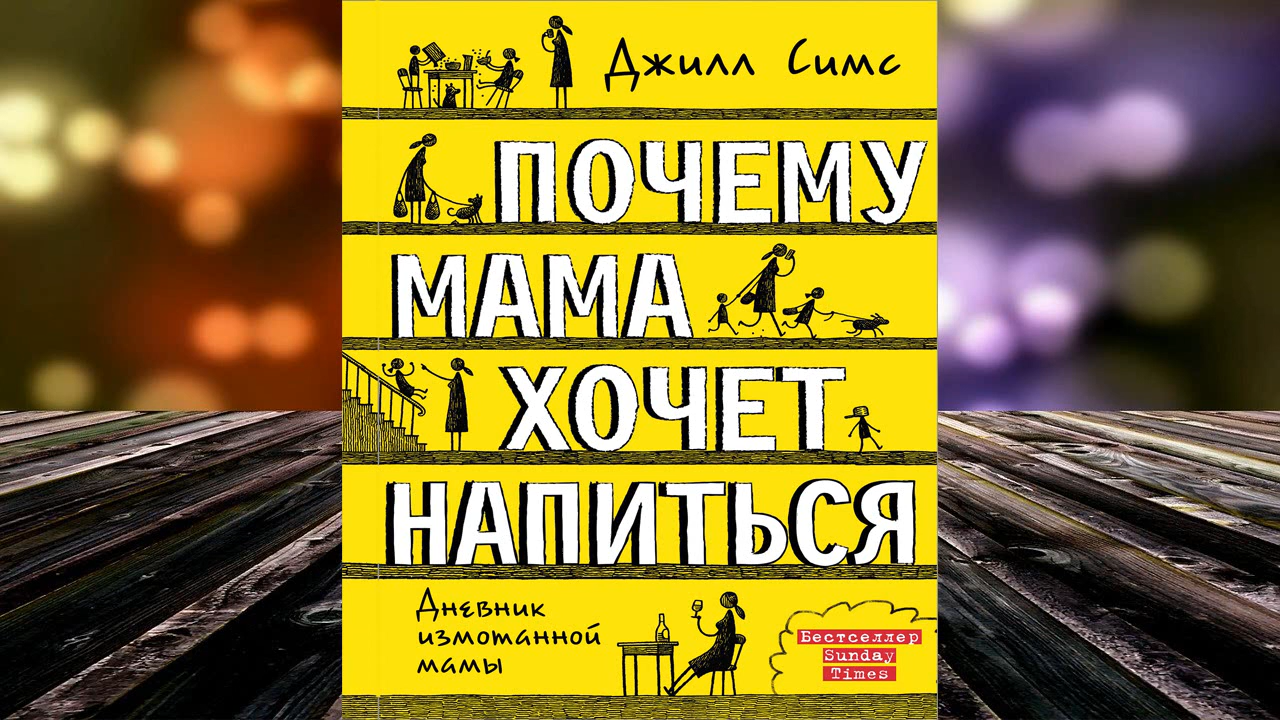 Джилл Симс
ПОЧЕМУ
МАМА
ХОЧЕТ
НАПИТЬСЯ
Дневник
измотанной
мамы
Бестселлер
Sunday
Times